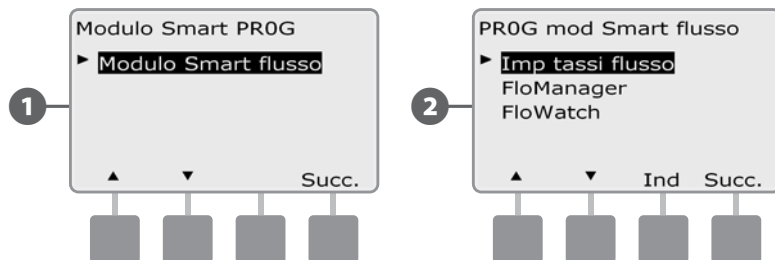 Modulo Smart PR0G
► Modulo Smart flusso
1
▲ ▼ Succ.
PR0G mod Smart flusso
► Imp tassi flusso
FloManager
FloWatch
2
▲ ▼ Ind Succ.